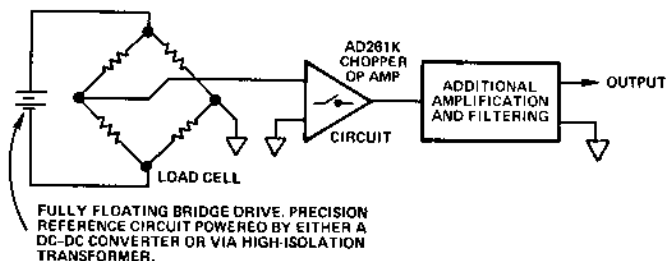 AD261K
CHOPPER
OP AMP
ADDITIONAL
AMPLIFICATION
AND FILTERING
OUTPUT
CIRCUIT
LOAD CELL
FULLY FLOATING BRIDGE DRIVE. PRECISION
REFERENCE CIRCUIT POWERED BY EITHER A
DC-DC CONVERTER OR VIA HIGH-ISOLATION
TRANSFORMER.